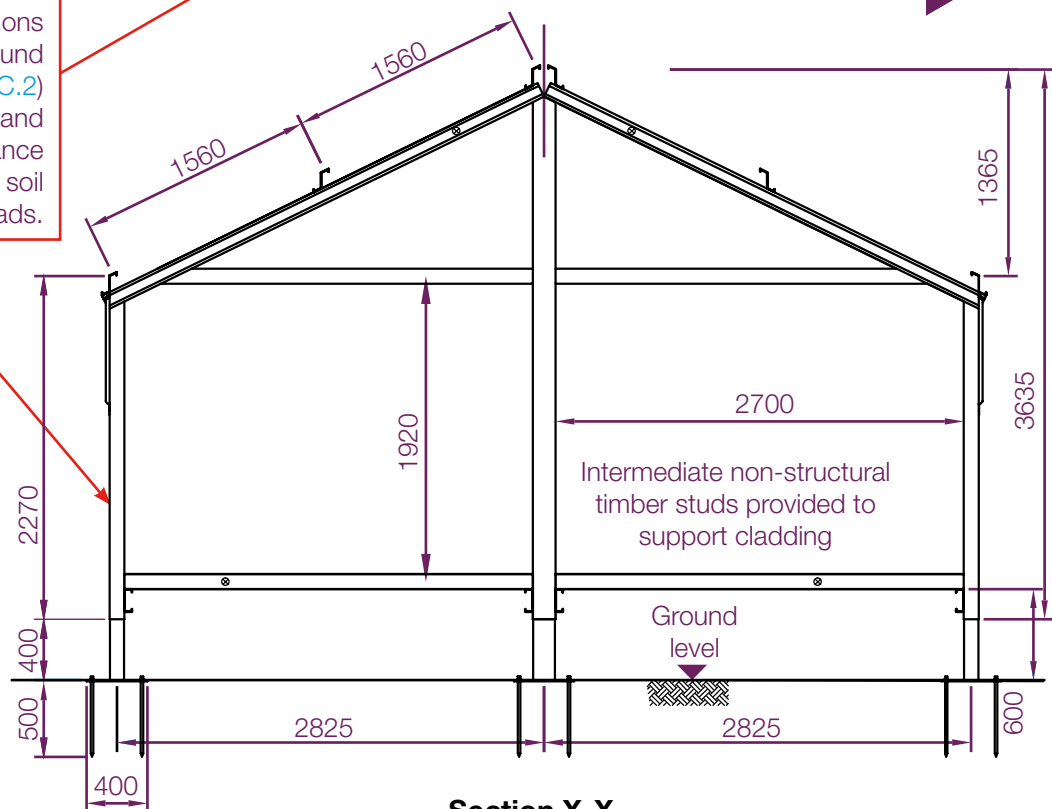 ons
und
C.2)
and
ance
soil
ads.
1560
1560
1365
3635
2270
1920
2700
Intermediate non-structural
timber studs provided to
support cladding
Ground
level
400
500
600
2825
2825
400
Section X-X